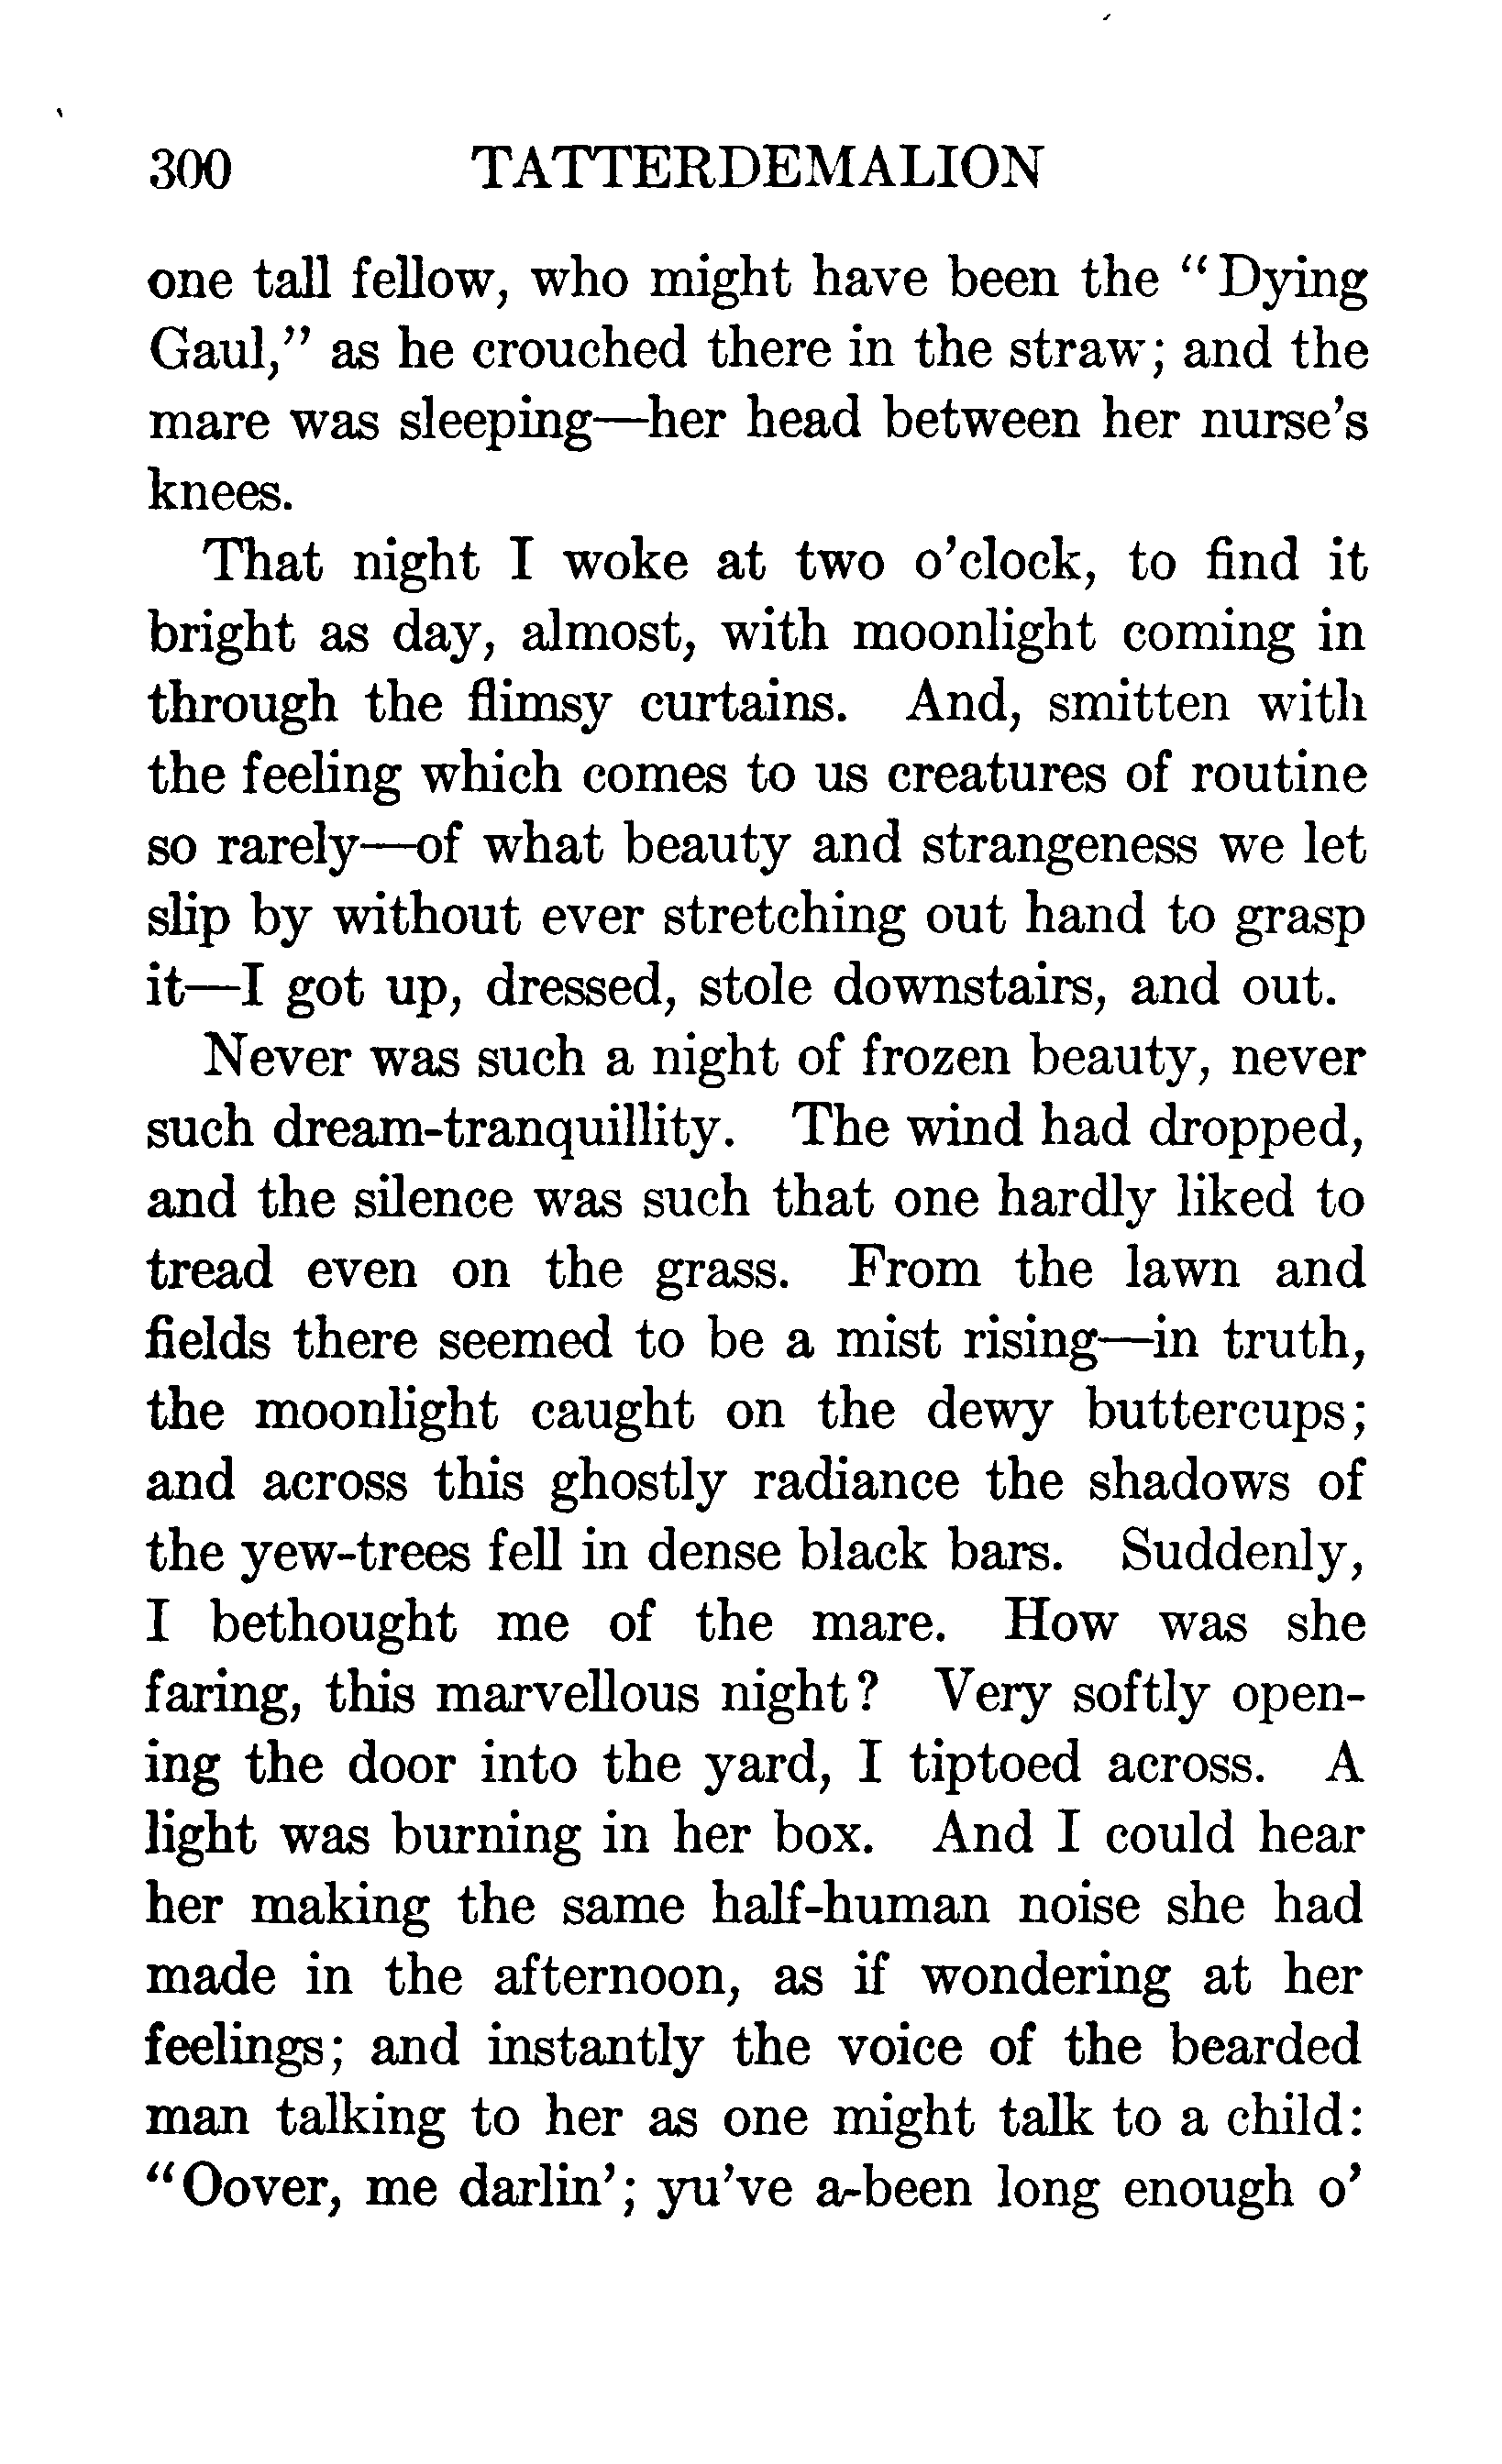 300 TATTERDEMALION
one tall fellow, who might have been the “Dying
Gaul,” as he crouched there in the straw; and the
mare was sleeping—her head between her nurse’s
knees.
That night I woke at two o’clock, to find it
bright as day, almost, with moonlight coming in
through the flimsy curtains. And, smitten with
the feeling which comes to us creatures of routine
so rarely—of what beauty and strangeness we let
slip by without ever stretching out hand to grasp
it—I got up, dressed, stole downstairs, and out.
Never was such a night of frozen beauty, never
such dream-tranquillity. The wind had dropped,
and the silence was such that one hardly liked to
tread even on the grass. From the lawn and
fields there seemed to be a mist rising—in truth,
the moonlight caught on the dewy buttercups;
and across this ghostly radiance the shadows of
the yew-trees fell in dense black bars. Suddenly,
I bethought me of the mare. How was she
faring, this marvellous night? Very softly open-
ing the door into the yard, I tiptoed across. A
light was burning in her box. And I could hear
her making the same half-human noise she had
made in the afternoon, as if wondering at her
feelings; and instantly the voice of the bearded
man talking to her as one might talk to a child:
“Oover, me darlin’; yu’ve a-been long enough o’